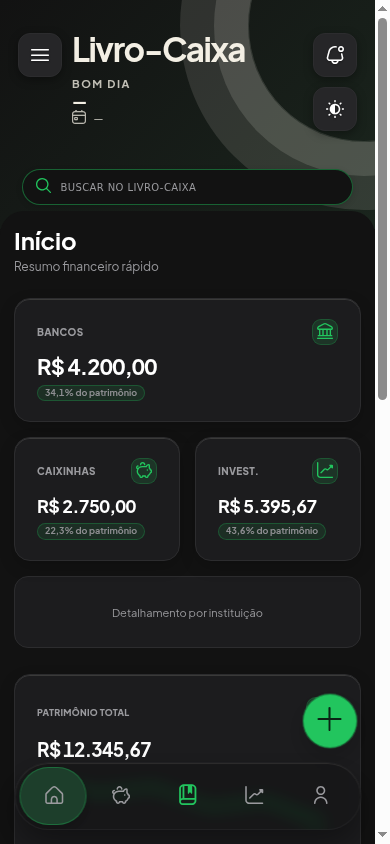 Livro-Caixa
BOM DIA
—
—
BUSCAR NO LIVRO-CAIXA
Início
Resumo financeiro rápido
BANCOS
R$ 4.200,00
34,1% do patrimônio
CAIXINHAS
R$ 2.750,00
22,3% do patrimônio
INVEST.
R$ 5.395,67
43,6% do patrimônio
Detalhamento por instituição
PATRIMÔNIO TOTAL
R$ 12.345,67